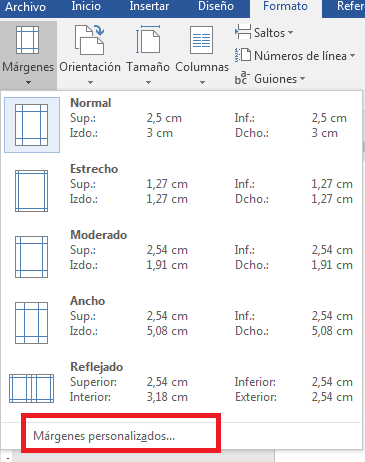 Archivo Inicio Insertar Diseño Formato Refer
Márgenes Orientación Tamaño Columnas Saltos
Números de línea
Guiones
Normal
Sup.: 2,5 cm Inf.: 2,5 cm
Izdo.: 3 cm Dcho.: 3 cm
Estrecho
Sup.: 1,27 cm Inf.: 1,27 cm
Izdo.: 1,27 cm Dcho.: 1,27 cm
Moderado
Sup.: 2,54 cm Inf.: 2,54 cm
Izdo.: 1,91 cm Dcho.: 1,91 cm
Ancho
Sup.: 2,54 cm Inf.: 2,54 cm
Izdo.: 5,08 cm Dcho.: 5,08 cm
Reflejado
Superior: 2,54 cm Inferior: 2,54 cm
Interior: 3,18 cm Exterior: 2,54 cm
Márgenes personalizados...